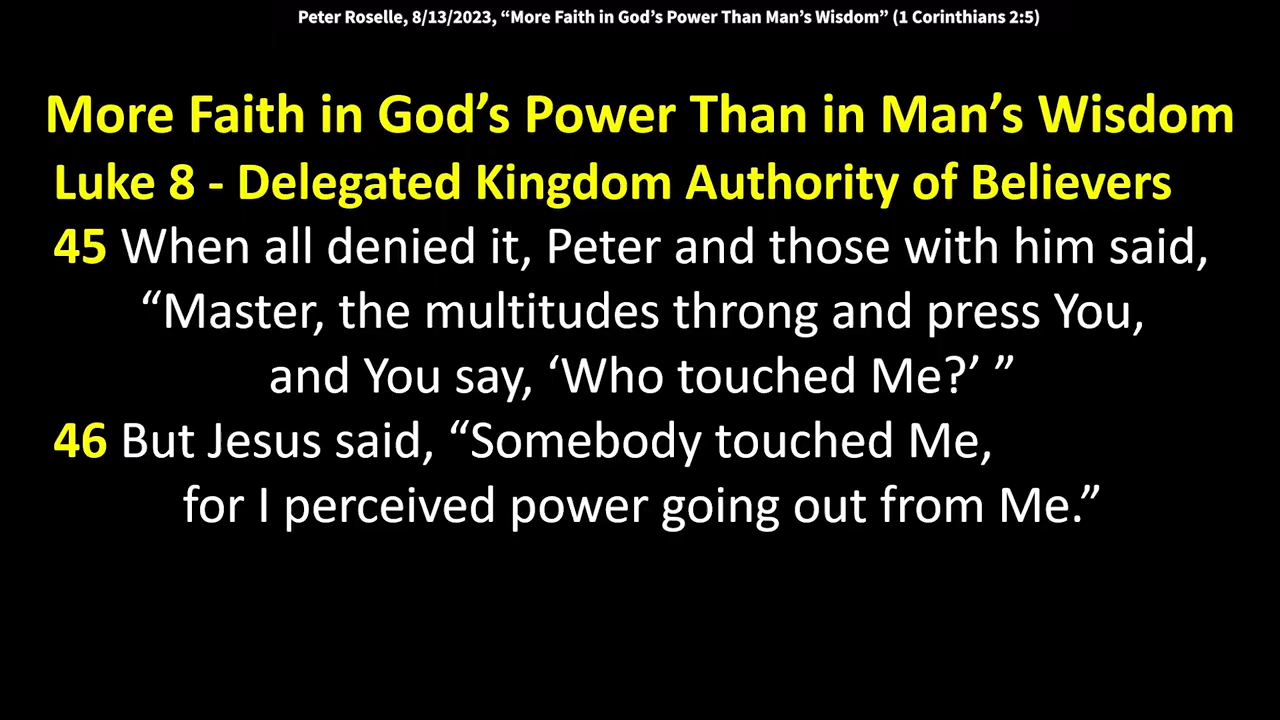 Peter Roselle, 8/13/2023, “More Faith in God’s Power Than Man’s Wisdom” (1 Corinthians 2:5)
More Faith in God’s Power Than in Man’s Wisdom
Luke 8 - Delegated Kingdom Authority of Believers
45 When all denied it, Peter and those with him said,
“Master, the multitudes throng and press You,
and You say, ‘Who touched Me?’ ”
46 But Jesus said, “Somebody touched Me,
for I perceived power going out from Me.”